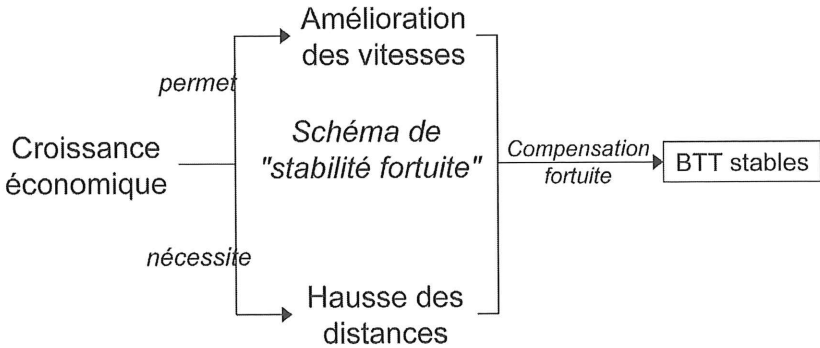 Amélioration
des vitesses
permet
Croissance
économique
Schéma de
"stabilité fortuite"
Compensation
fortuite
BTT stables
nécessite
Hausse des
distances